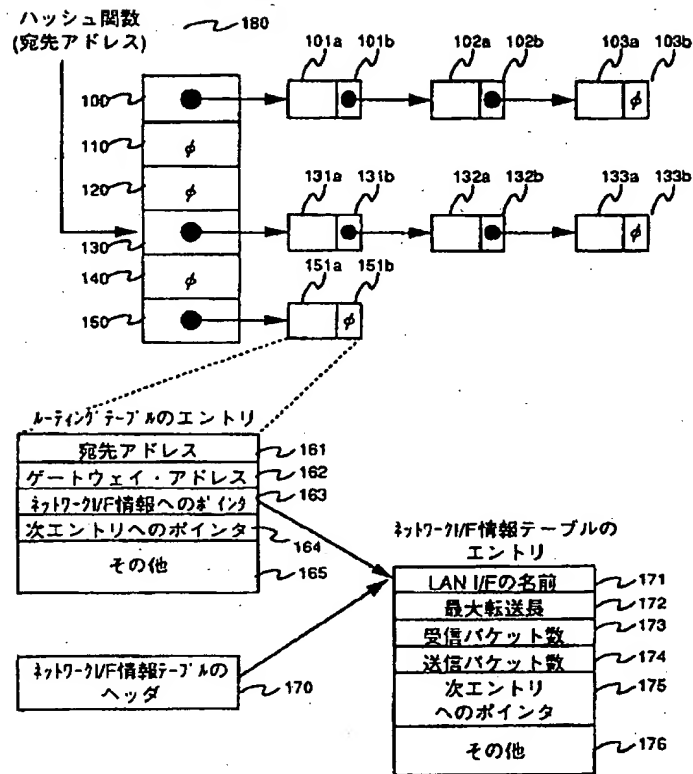 ハッシュ関数
(宛先アドレス)
180
101a 101b 102a 102b 103a 103b
100
φ
110
φ
120
φ
131a 131b 132a 132b 133a 133b
130
φ
140
φ
151a 151b
150
φ
ルーティングテーブルのエントリ
宛先アドレス 161
ゲートウェイ・アドレス 162
ネットワークI/F情報へのポインタ 163
次エントリへのポインタ 164
その他 165
ネットワークI/F情報テーブルの
エントリ
LAN I/Fの名前 171
最大転送長 172
受信パケット数 173
送信パケット数 174
次エントリ 175
へのポインタ
その他 176
ネットワークI/F情報テーブルの
ヘッダ 170